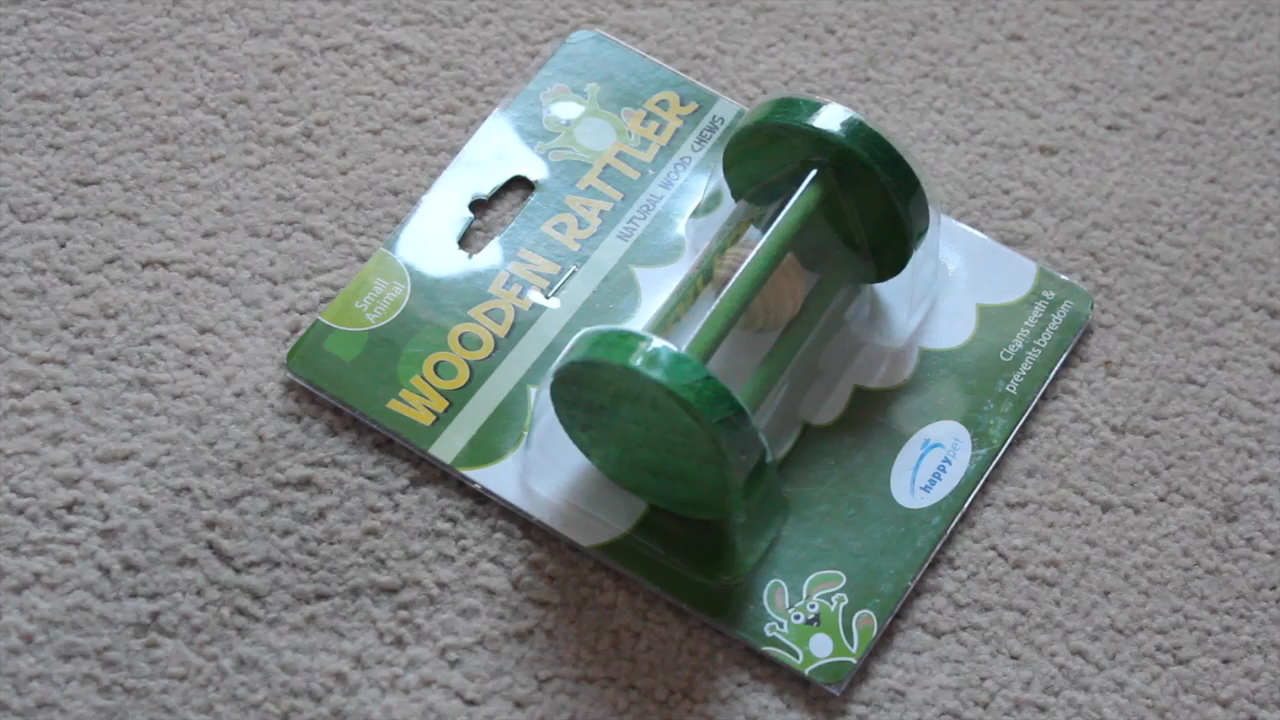 WOODEN RATTLER
NATURAL WOOD CHEWS
Small
Animal
Cleans teeth &
prevents boredom
happypet